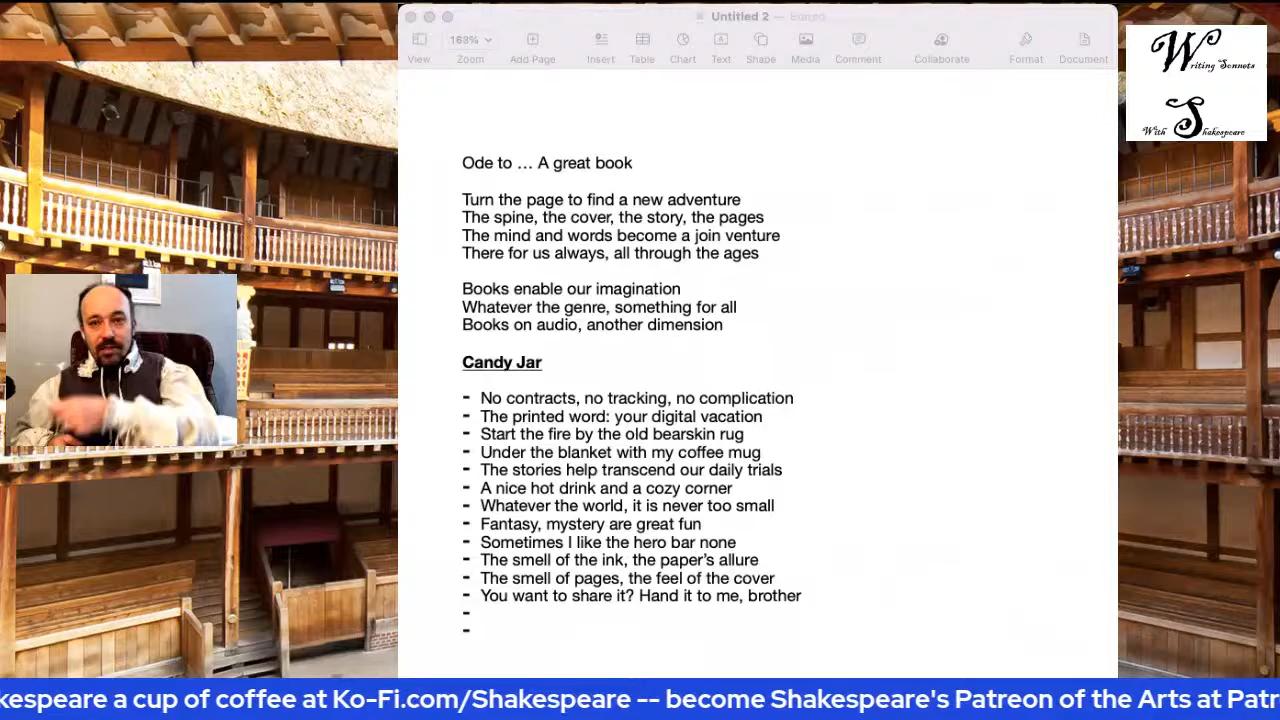 Untitled 2 — Edited
163%
View Zoom Add Page Insert Table Chart Text Shape Media Comment Collaborate Format Document
Writing Sonnets
With Shakespeare
Ode to … A great book
Turn the page to find a new adventure
The spine, the cover, the story, the pages
The mind and words become a join venture
There for us always, all through the ages
Books enable our imagination
Whatever the genre, something for all
Books on audio, another dimension
Candy Jar
- No contracts, no tracking, no complication
- The printed word: your digital vacation
- Start the fire by the old bearskin rug
- Under the blanket with my coffee mug
- The stories help transcend our daily trials
- A nice hot drink and a cozy corner
- Whatever the world, it is never too small
- Fantasy, mystery are great fun
- Sometimes I like the hero bar none
- The smell of the ink, the paper’s allure
- The smell of pages, the feel of the cover
- You want to share it? Hand it to me, brother
-
-
kespeare a cup of coffee at Ko-Fi.com/Shakespeare -- become Shakespeare's Patreon of the Arts at Patr